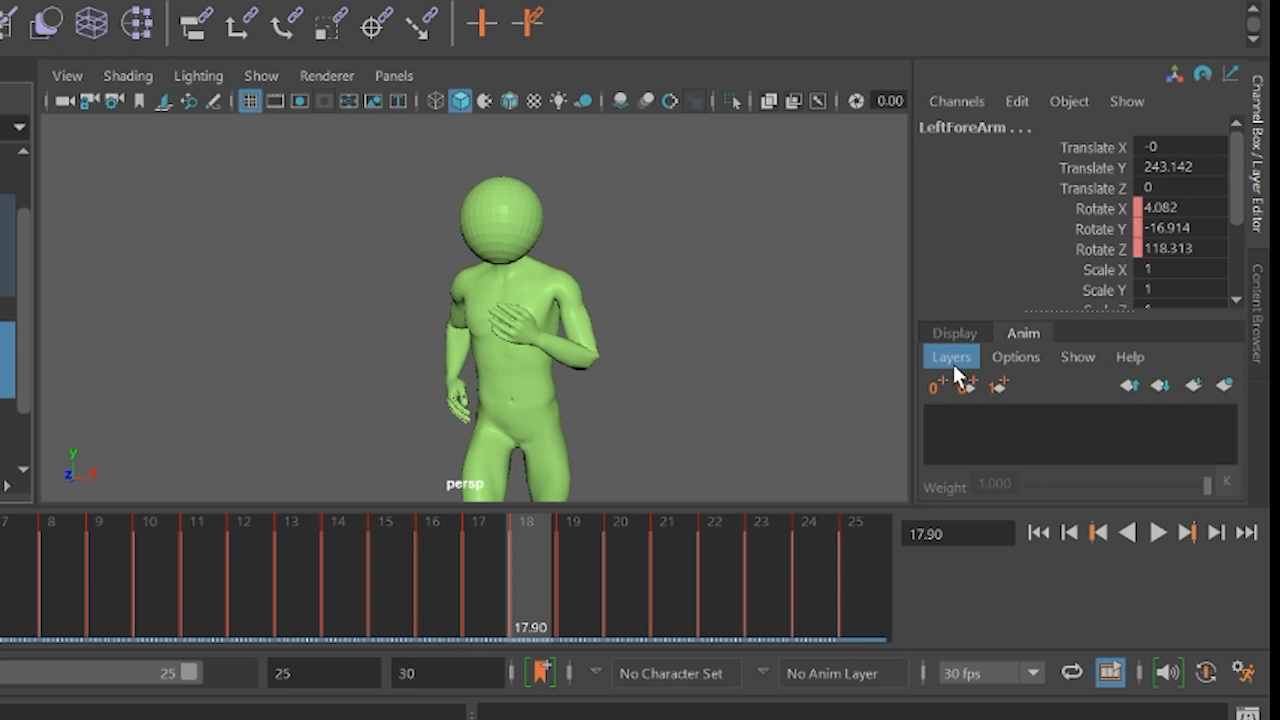 View Shading Lighting Show Renderer Panels
0.00
Channels Edit Object Show
LeftForeArm . . .
Translate X -0
Translate Y 243.142
Translate Z 0
Rotate X 4.082
Rotate Y -16.914
Rotate Z 118.313
Scale X 1
Scale Y 1
Display Anim
Layers Options Show Help
Weight 1.000 K
Channel Box / Layer Editor
Content Browser
y
z x
persp
7 8 9 10 11 12 13 14 15 16 17 18 19 20 21 22 23 24 25
17.90
17.90
25 25 30 No Character Set No Anim Layer 30 fps